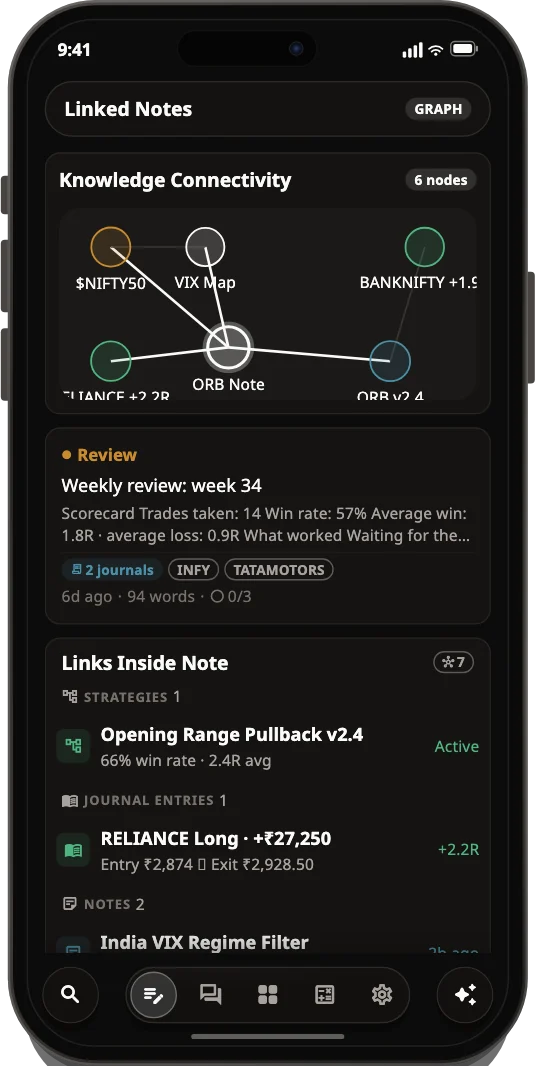 9:41
Linked Notes
GRAPH
Knowledge Connectivity
6 nodes
$NIFTY50
VIX Map
BANKNIFTY +1.9
ORB Note
ELIANCE +2.2R
ORB v2.4
Review
Weekly review: week 34
Scorecard Trades taken: 14 Win rate: 57% Average win:
1.8R · average loss: 0.9R What worked Waiting for the...
2 journals
INFY
TATAMOTORS
6d ago · 94 words · 0/3
Links Inside Note
7
STRATEGIES 1
Opening Range Pullback v2.4
Active
66% win rate · 2.4R avg
JOURNAL ENTRIES 1
RELIANCE Long · +₹27,250
+2.2R
Entry ₹2,874 ▯ Exit ₹2,928.50
NOTES 2
India VIX Regime Filter
2h ago